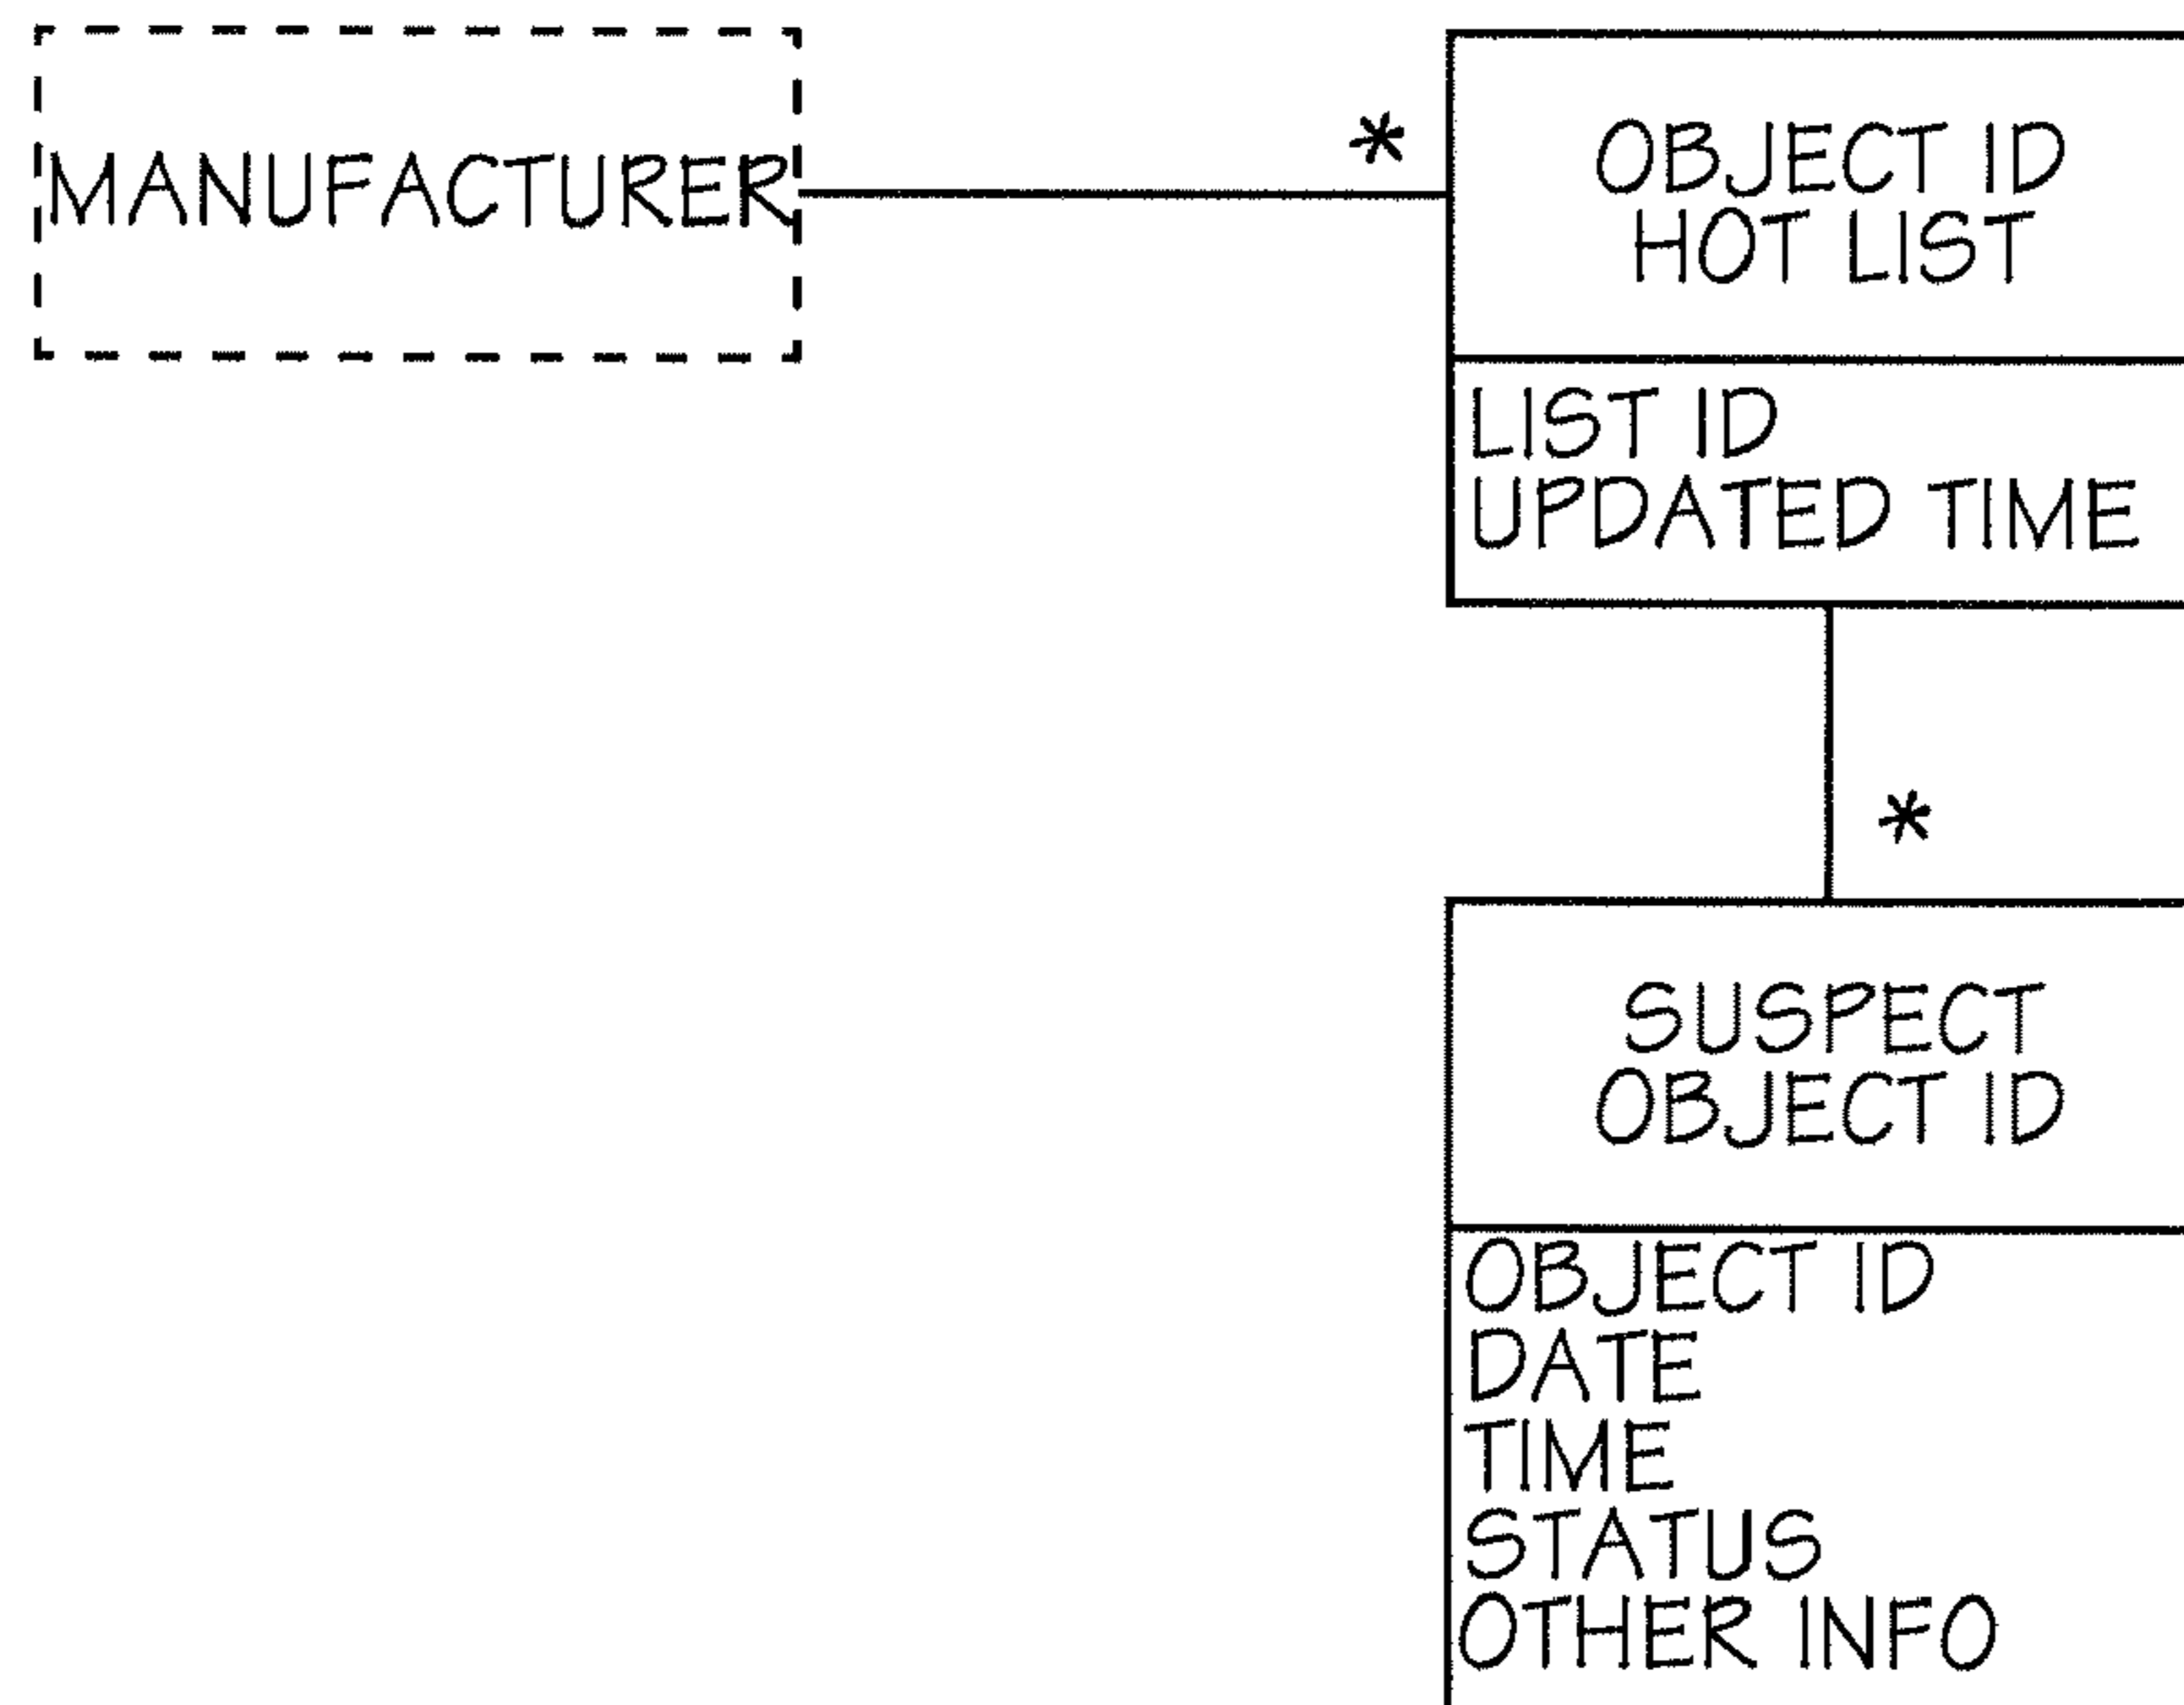 MANUFACTURER
*
OBJECT ID
HOT LIST
LIST ID
UPDATED TIME
*
SUSPECT
OBJECT ID
OBJECT ID
DATE
TIME
STATUS
OTHER INFO